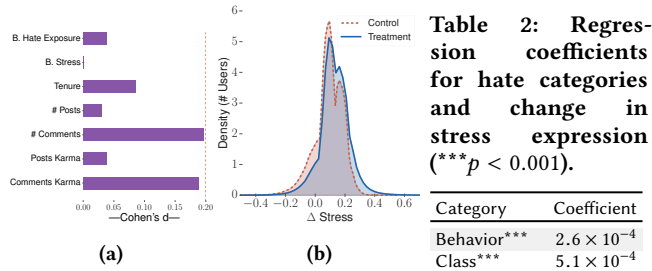 B. Hate Exposure
B. Stress
Tenure
# Posts
# Comments
Posts Karma
Comments Karma
0.00 0.05 0.10 0.15 0.20
—Cohen's d—
(a)
Density (# Users)
6
5
4
3
2
1
0
Control
Treatment
−0.4 −0.2 0.0 0.2 0.4 0.6
Δ Stress
(b)
Table 2: Regres-
sion coefficients
for hate categories
and change in
stress expression
(***p < 0.001).
Category Coefficient
Behavior*** 2.6 × 10⁻⁴
Class*** 5.1 × 10⁻⁴